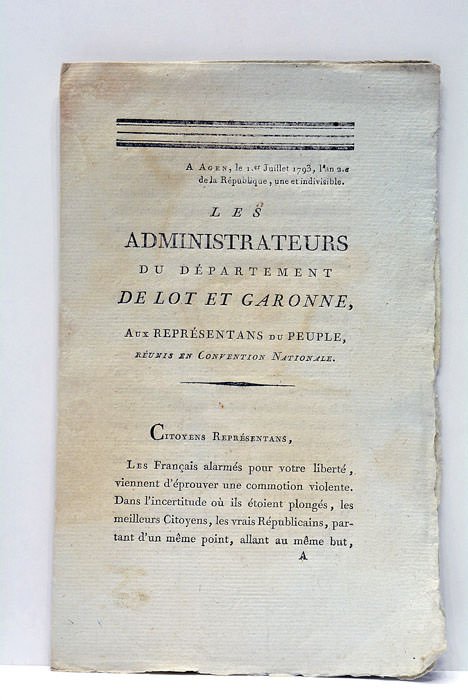 A AGEN, le 1.er Juillet 1793, l'an 2.e
de la République, une et indivisible.
LES
ADMINISTRATEURS
DU DÉPARTEMENT
DE LOT ET GARONNE,
AUX REPRÉSENTANS DU PEUPLE,
RÉUNIS EN CONVENTION NATIONALE.
CITOYENS REPRÉSENTANS,
LES Français alarmés pour votre liberté,
viennent d'éprouver une commotion violente.
Dans l'incertitude où ils étoient plongés, les
meilleurs Citoyens, les vrais Républicains, par-
tant d'un même point, allant au même but,
A